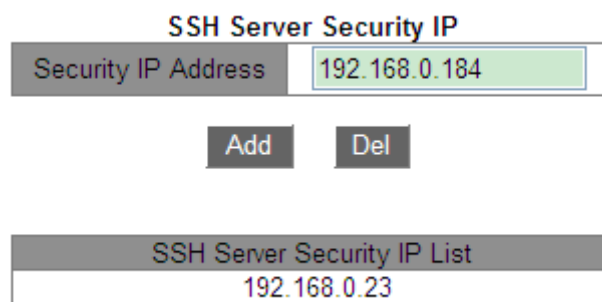 SSH Server Security IP
Security IP Address 192.168.0.184
Add Del
SSH Server Security IP List
192.168.0.23